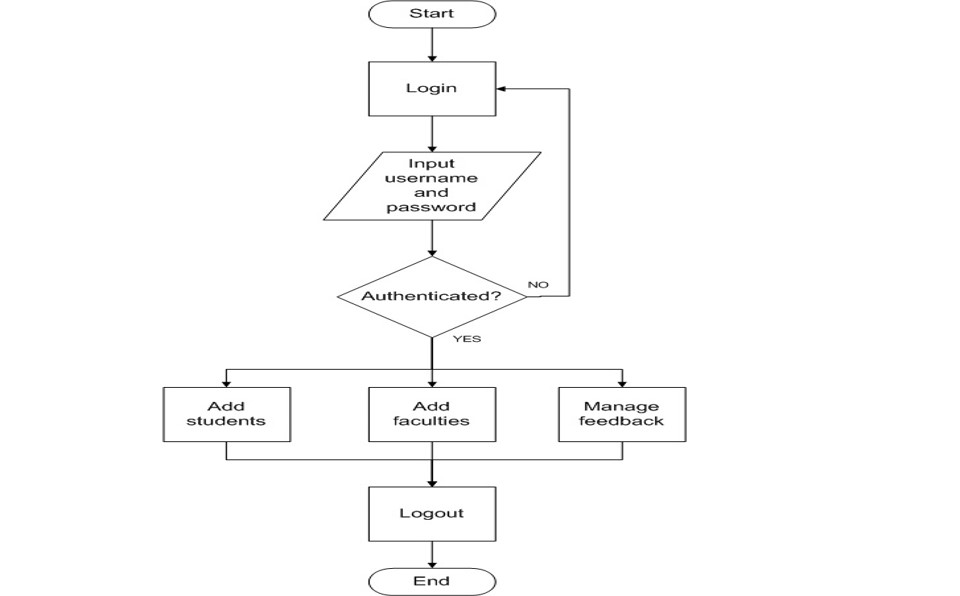 Start
Login
Input
username
and
password
Authenticated?
NO
YES
Add
students
Add
faculties
Manage
feedback
Logout
End